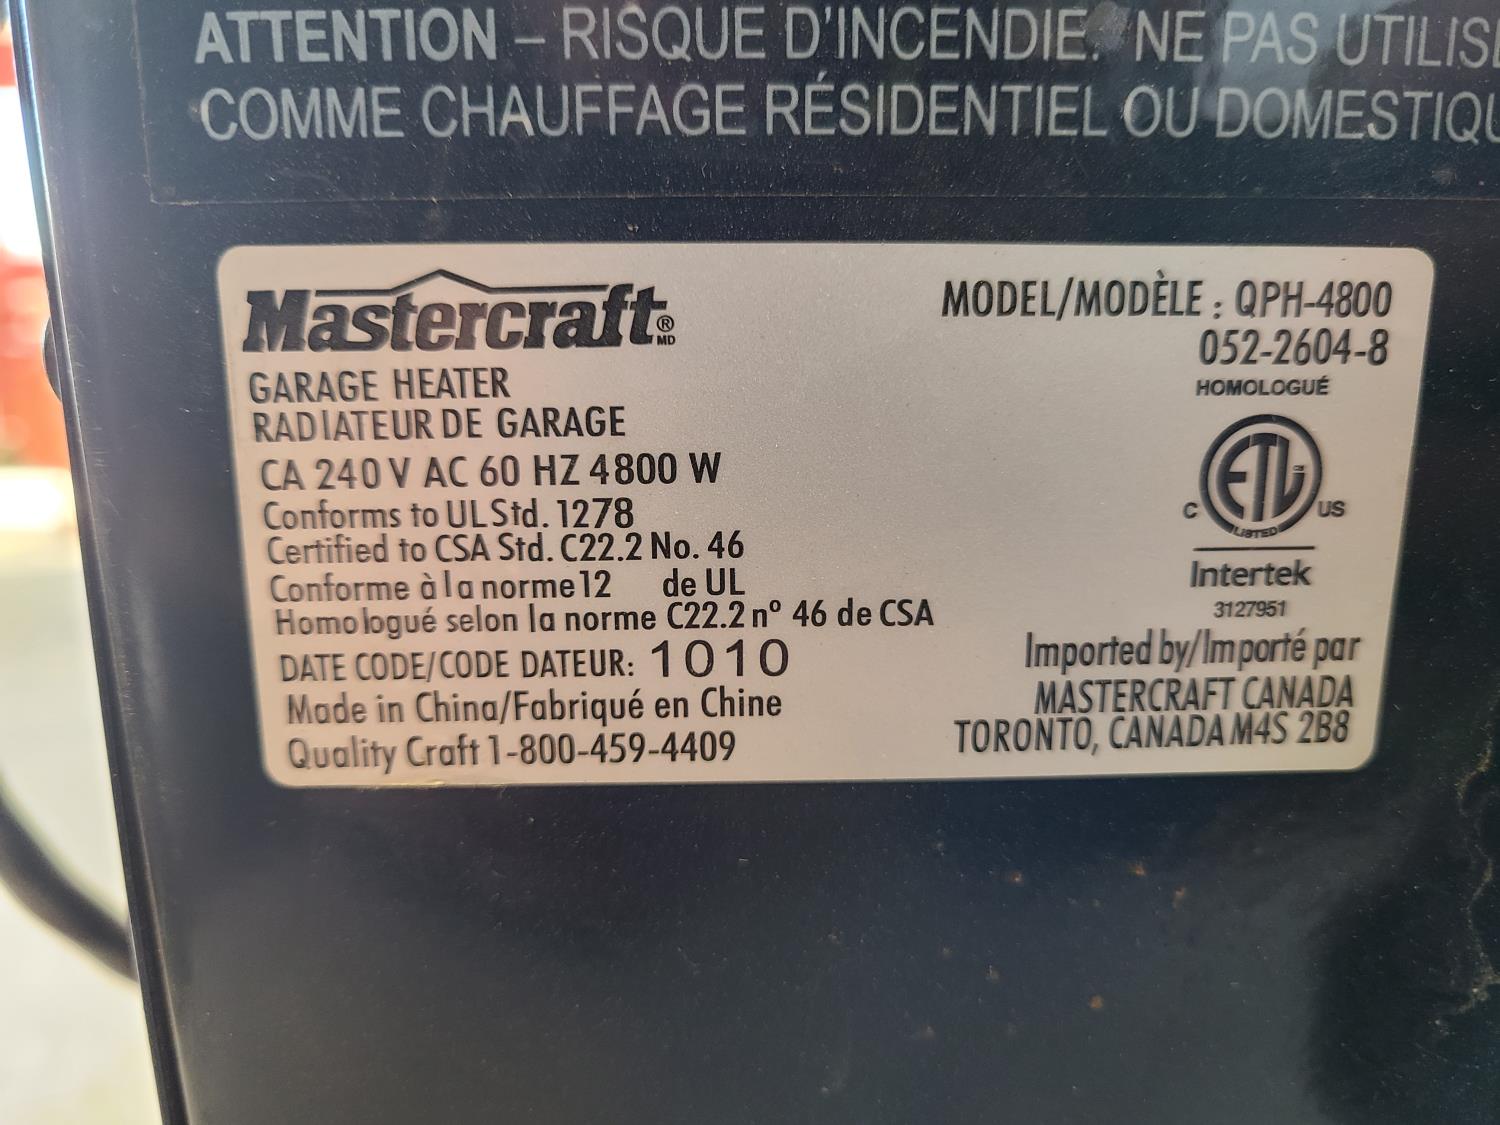 ATTENTION – RISQUE D'INCENDIE. NE PAS UTILISE
COMME CHAUFFAGE RÉSIDENTIEL OU DOMESTIQU
Mastercraft® MD
GARAGE HEATER
RADIATEUR DE GARAGE
CA 240 V AC 60 HZ 4800 W
Conforms to UL Std. 1278
Certified to CSA Std. C22.2 No. 46
Conforme à la norme 12 de UL
Homologué selon la norme C22.2 nº 46 de CSA
DATE CODE/CODE DATEUR: 1010
Made in China/Fabriqué en Chine
Quality Craft 1-800-459-4409
MODEL/MODÈLE : QPH-4800
052-2604-8
HOMOLOGUÉ
ETL CM
C US
LISTED
Intertek
3127951
Imported by/Importé par
MASTERCRAFT CANADA
TORONTO, CANADA M4S 2B8